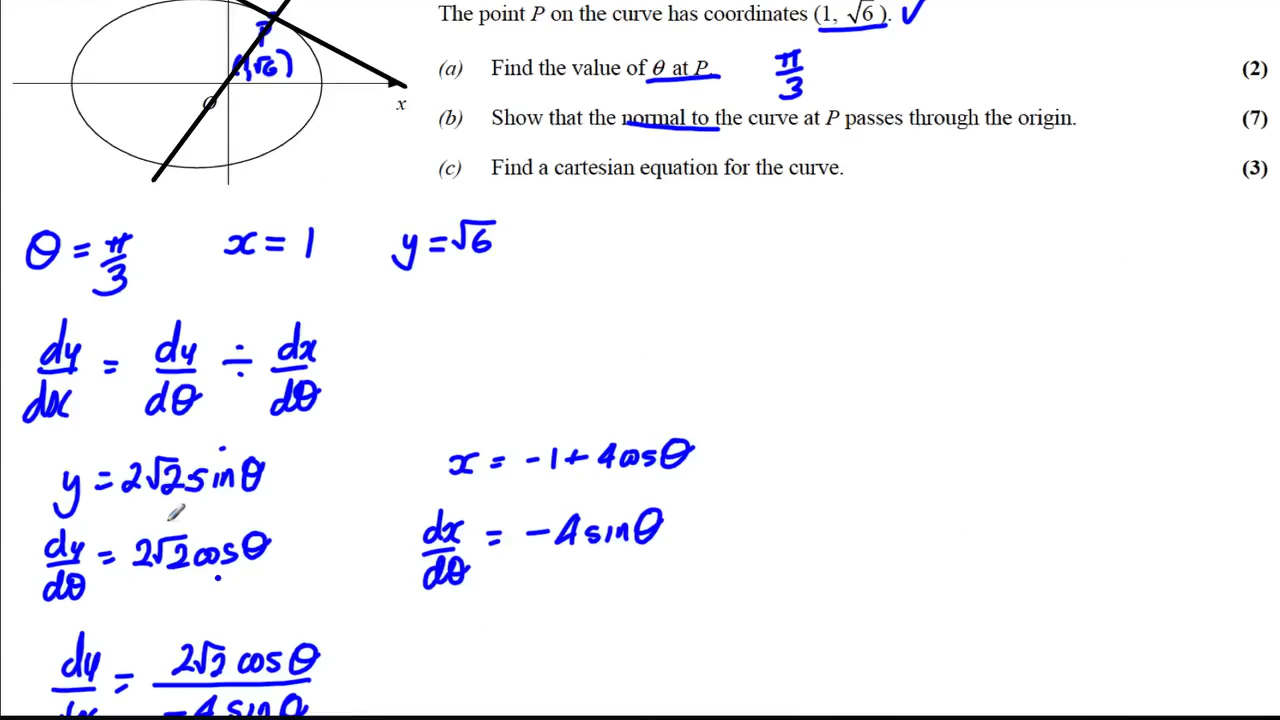 The point P on the curve has coordinates (1, √6 ). ✓
P
(1,√6)
O
x
(a) Find the value of θ at P. π/3 (2)
(b) Show that the normal to the curve at P passes through the origin. (7)
(c) Find a cartesian equation for the curve. (3)
θ = π/3 x = 1 y = √6
dy/dx = dy/dθ ÷ dx/dθ
y = 2√2 sinθ x = -1 + 4cosθ
dy/dθ = 2√2 cosθ dx/dθ = -4sinθ
dy/dx = 2√2 cosθ / -4 sinθ